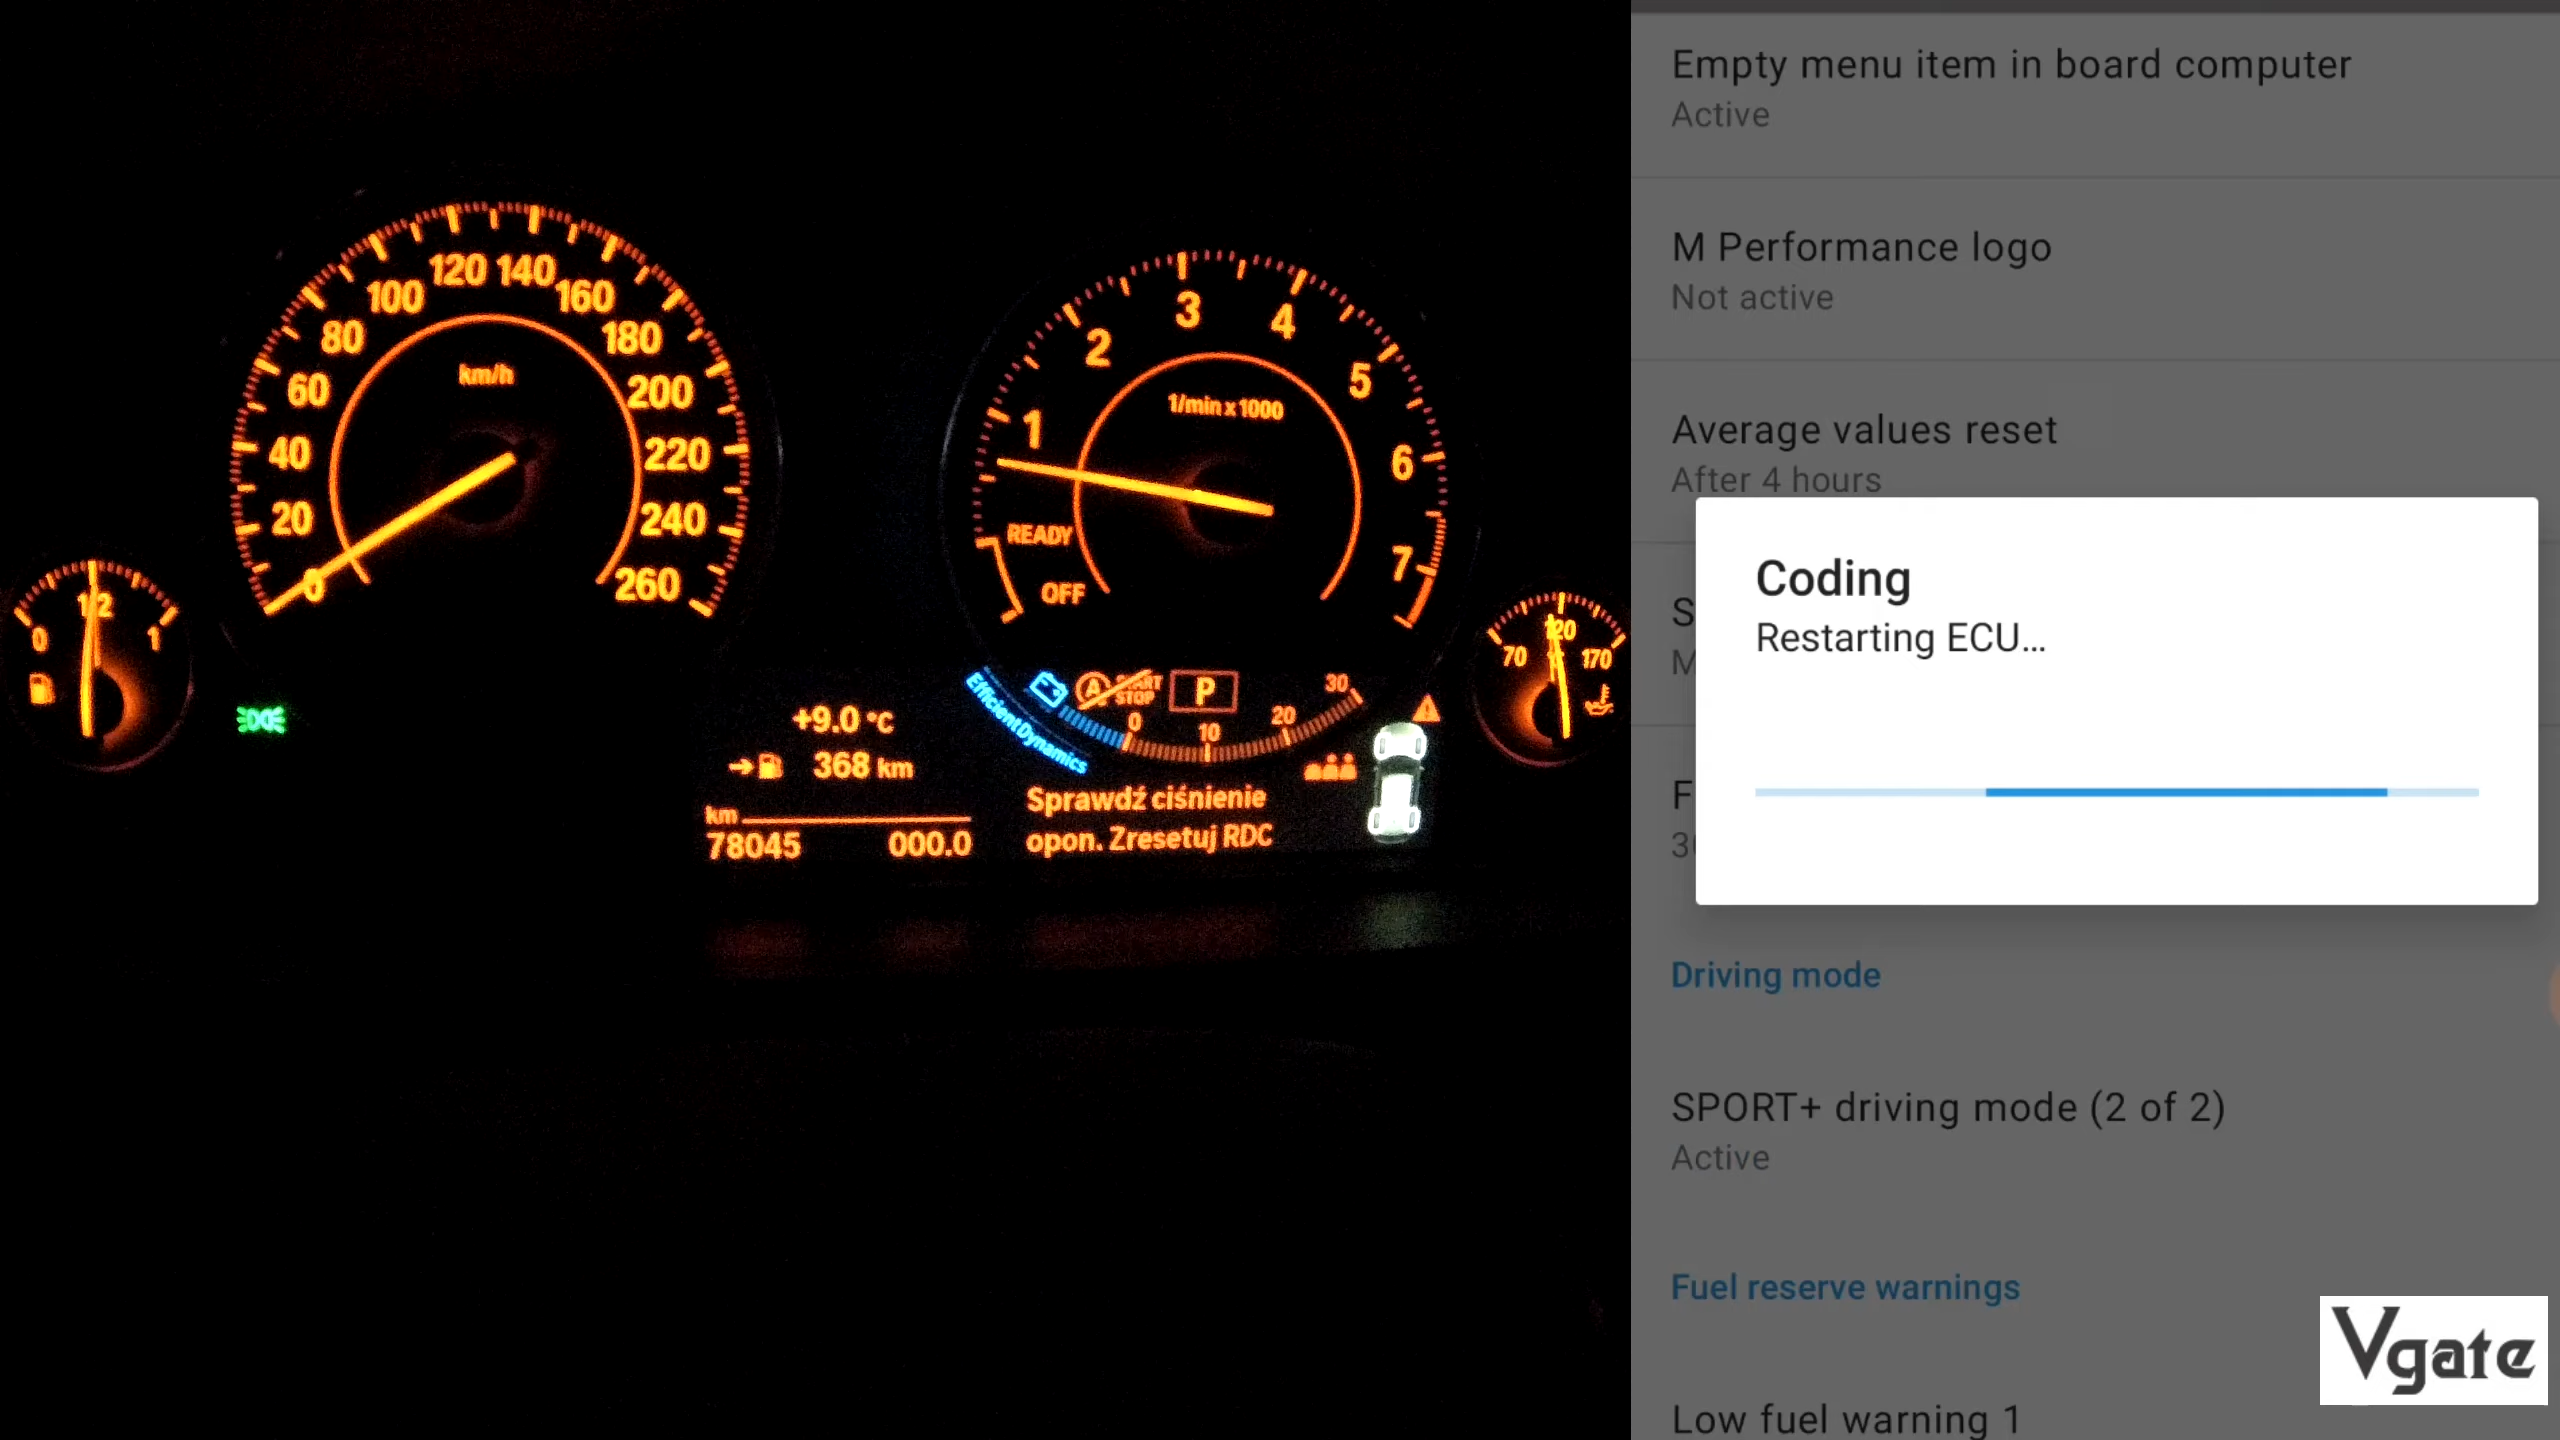 0
20
40
60
80
100
120
140
160
180
200
220
240
260
km/h
0
1/2
1
1
2
3
4
5
6
7
1/min x 1000
READY
OFF
70
120
170
EfficientDynamics
A START
STOP
P
0
10
20
30
+9.0 °C
368 km
km
78045 000.0
Sprawdź ciśnienie
opon. Zresetuj RDC
Empty menu item in board computer
Active
M Performance logo
Not active
Average values reset
After 4 hours
S
M
F
Coding
Restarting ECU...
Driving mode
SPORT+ driving mode (2 of 2)
Active
Fuel reserve warnings
Low fuel warning 1
Vgate